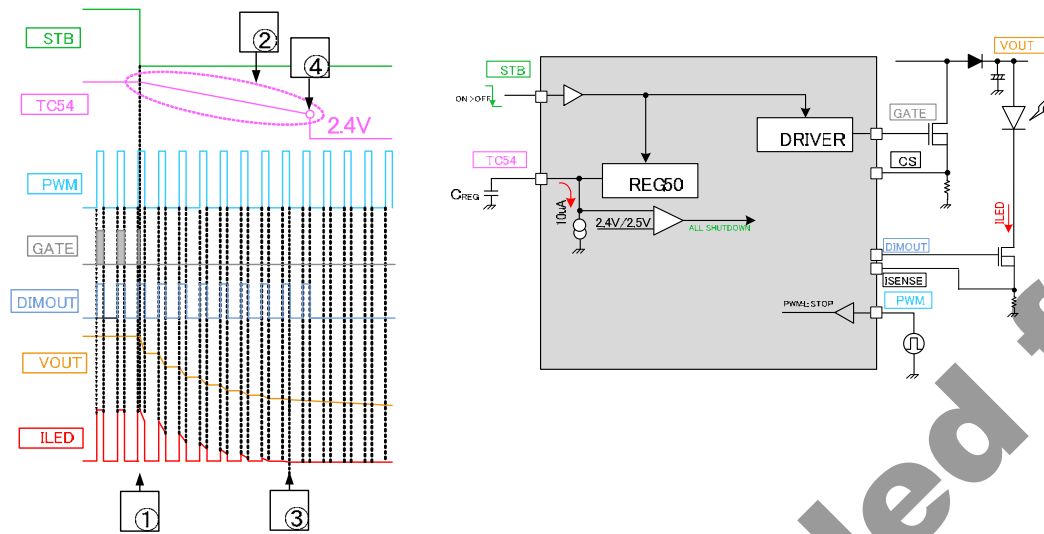 STB
②
④
TC54
2.4V
PWM
GATE
DIMOUT
VOUT
ILED
①
③
VOUT
STB
ON >OFF
GATE
DRIVER
CS
TC54
REG50
CREG
10uA
2.4V/2.5V
ALL SHUTDOWN
ILED
DIMOUT
ISENSE
PWM=L:STOP
PWM